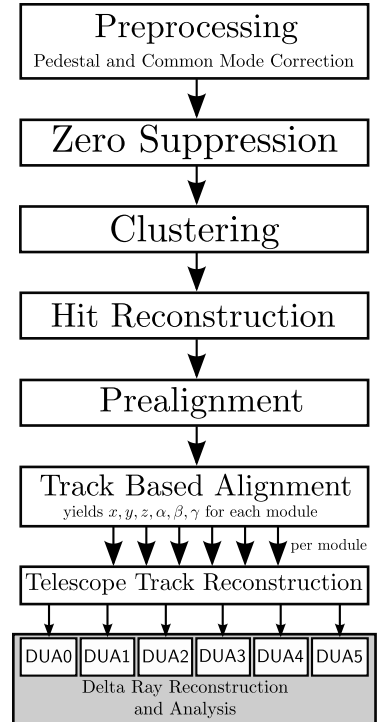 Preprocessing
Pedestal and Common Mode Correction
Zero Suppression
Clustering
Hit Reconstruction
Prealignment
Track Based Alignment
yields x, y, z, α, β, γ for each module
per module
Telescope Track Reconstruction
DUA0 DUA1 DUA2 DUA3 DUA4 DUA5
Delta Ray Reconstruction
and Analysis